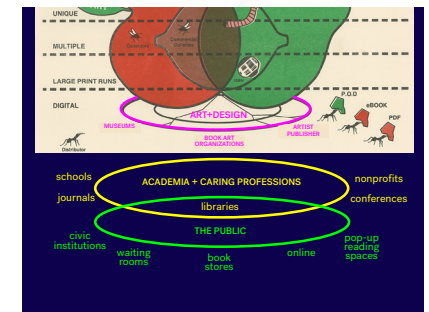 UNIQUE
MULTIPLE
LARGE PRINT RUNS
DIGITAL
P.O.D
eBOOK
PDF
ART+DESIGN
MUSEUMS
ARTIST
PUBLISHER
BOOK ART
ORGANIZATIONS
Distributor
schools
ACADEMIA + CARING PROFESSIONS
nonprofits
journals
libraries
conferences
THE PUBLIC
civic
institutions
waiting
rooms
book
stores
online
pop-up
reading
spaces